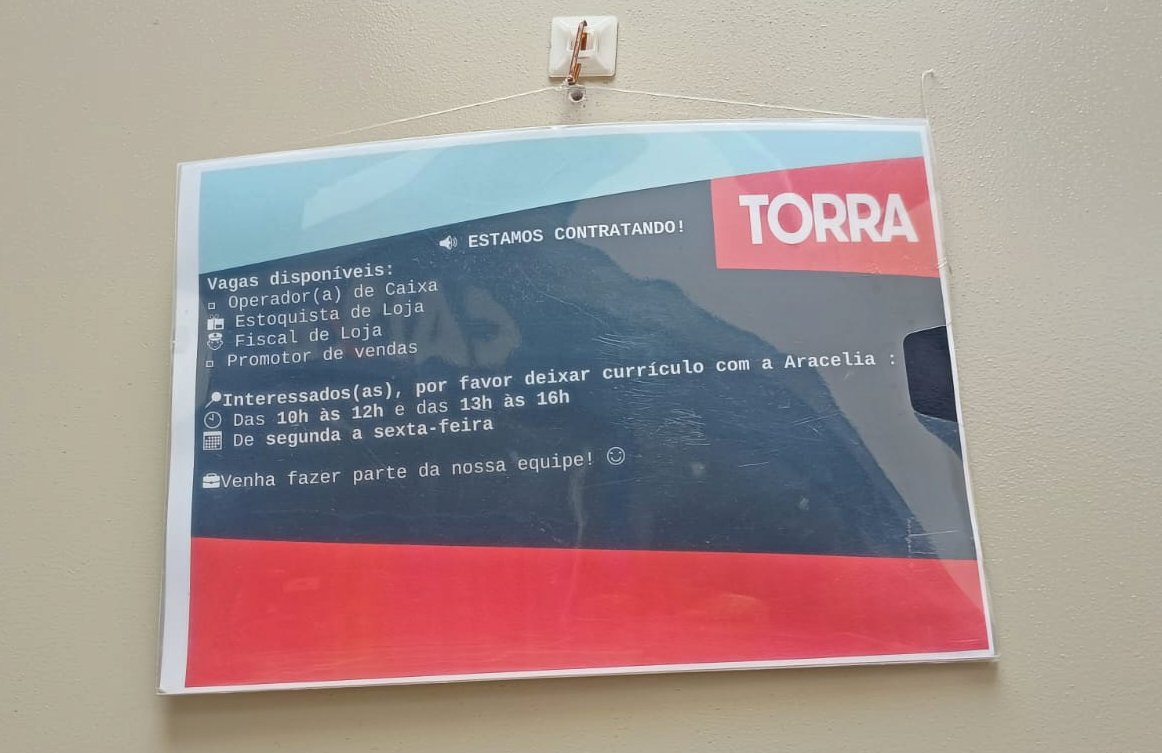 TORRA
🔊 ESTAMOS CONTRATANDO!
Vagas disponíveis:
▫ Operador(a) de Caixa
Estoquista de Loja
Fiscal de Loja
▫ Promotor de vendas
Interessados(as), por favor deixar currículo com a Aracelia :
Das 10h às 12h e das 13h às 16h
De segunda a sexta-feira
Venha fazer parte da nossa equipe! ☺